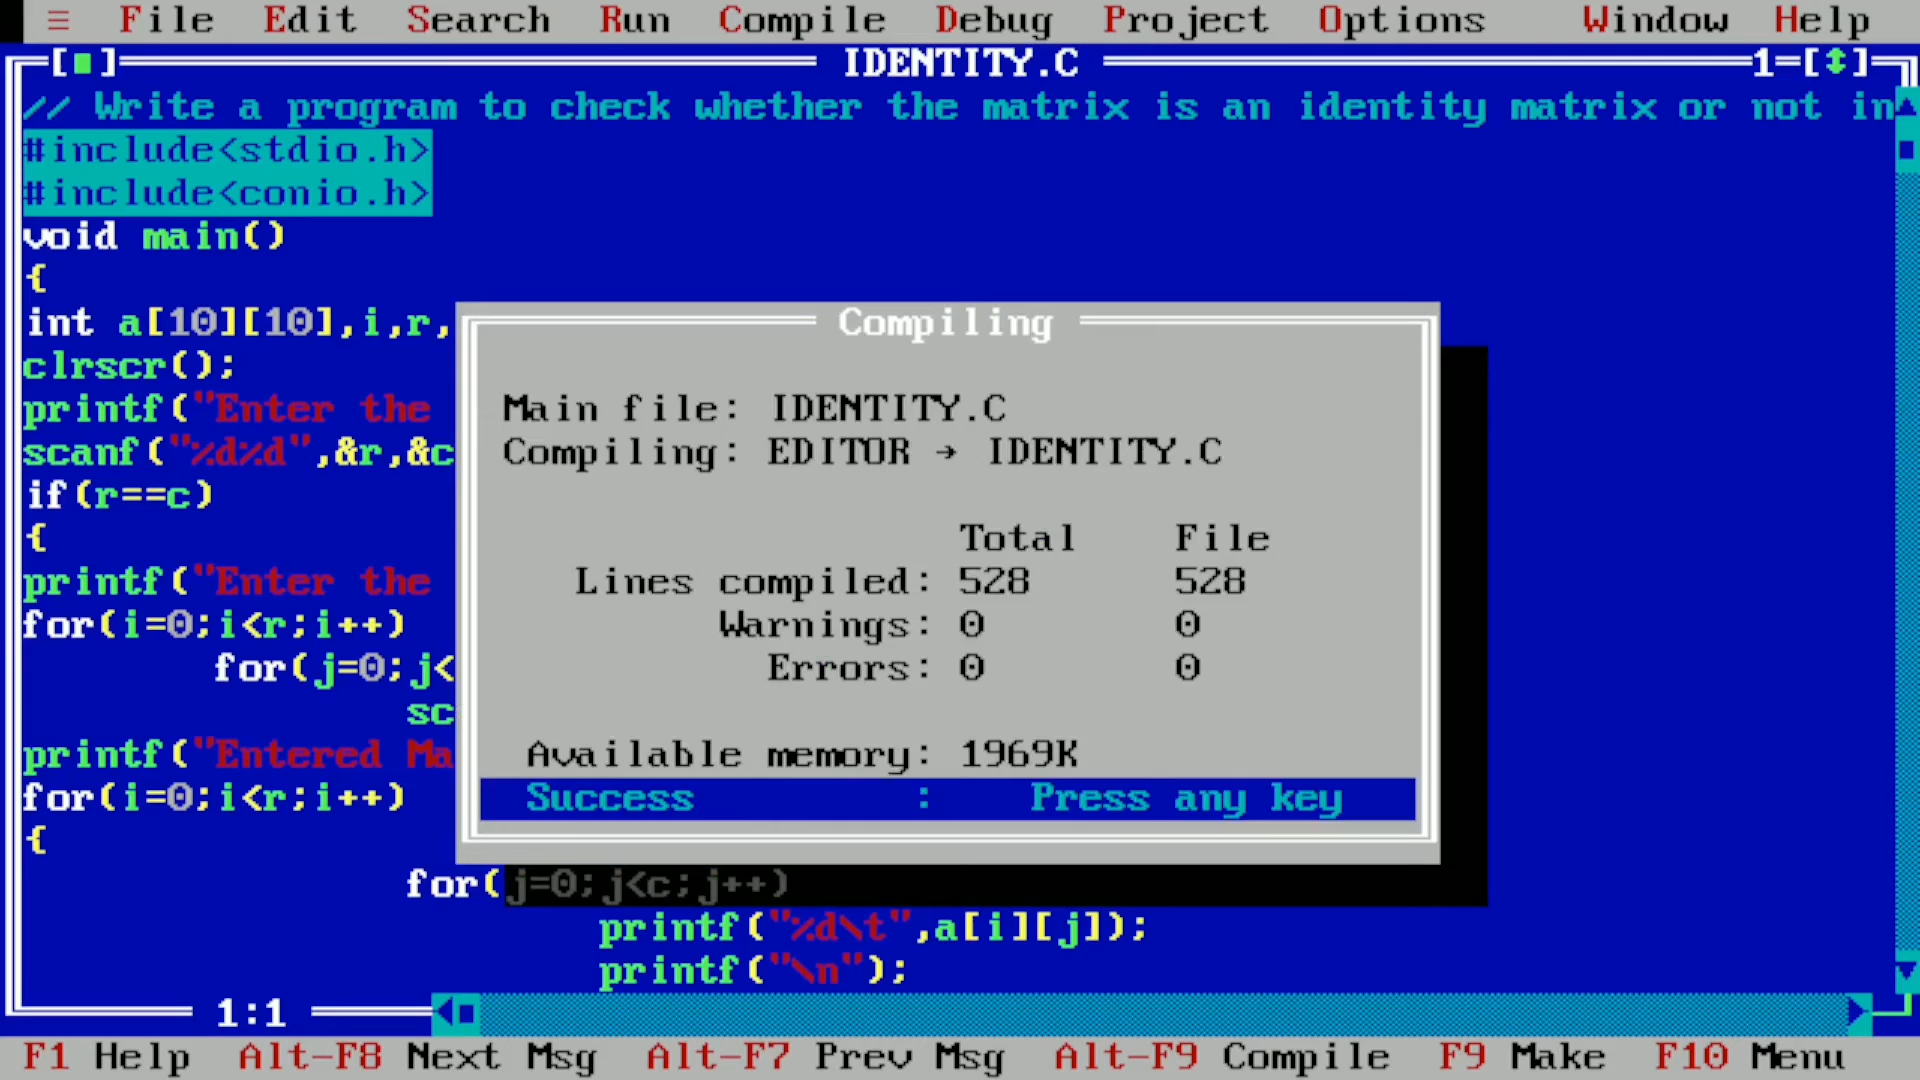 ≡ File Edit Search Run Compile Debug Project Options Window Help
[■] IDENTITY.C 1=[↕]
// Write a program to check whether the matrix is an identity matrix or not in
#include<stdio.h>
#include<conio.h>
void main()
{
int a[10][10],i,r,
clrscr();
printf("Enter the
scanf("%d%d",&r,&c
if(r==c)
{
printf("Enter the
for(i=0;i<r;i++)
for(j=0;j<
sc
printf("Entered Ma
for(i=0;i<r;i++)
{
for(j=0;j<c;j++)
printf("%d\t",a[i][j]);
printf("\n");
Compiling
Main file: IDENTITY.C
Compiling: EDITOR → IDENTITY.C
Total File
Lines compiled: 528 528
Warnings: 0 0
Errors: 0 0
Available memory: 1969K
Success : Press any key
1:1
F1 Help Alt-F8 Next Msg Alt-F7 Prev Msg Alt-F9 Compile F9 Make F10 Menu